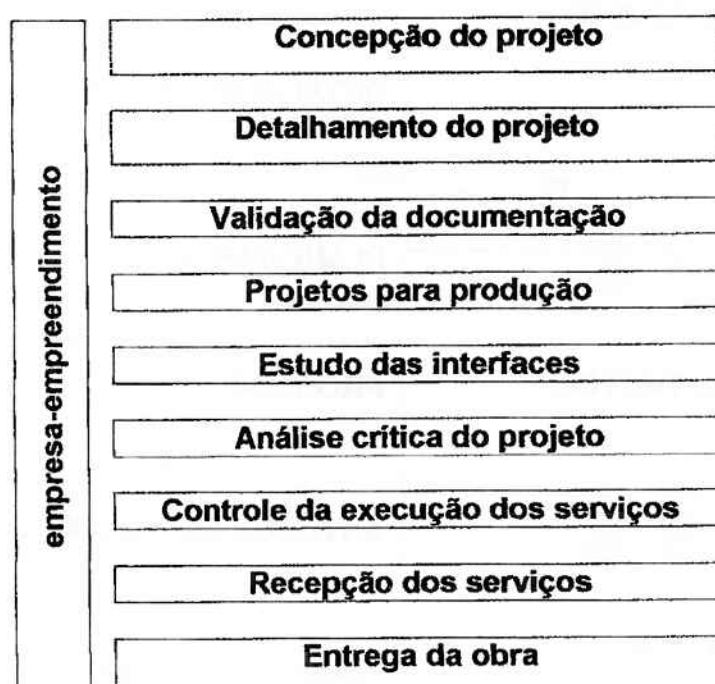 empresa-empreendimento
Concepção do projeto
Detalhamento do projeto
Validação da documentação
Projetos para produção
Estudo das interfaces
Análise crítica do projeto
Controle da execução dos serviços
Recepção dos serviços
Entrega da obra